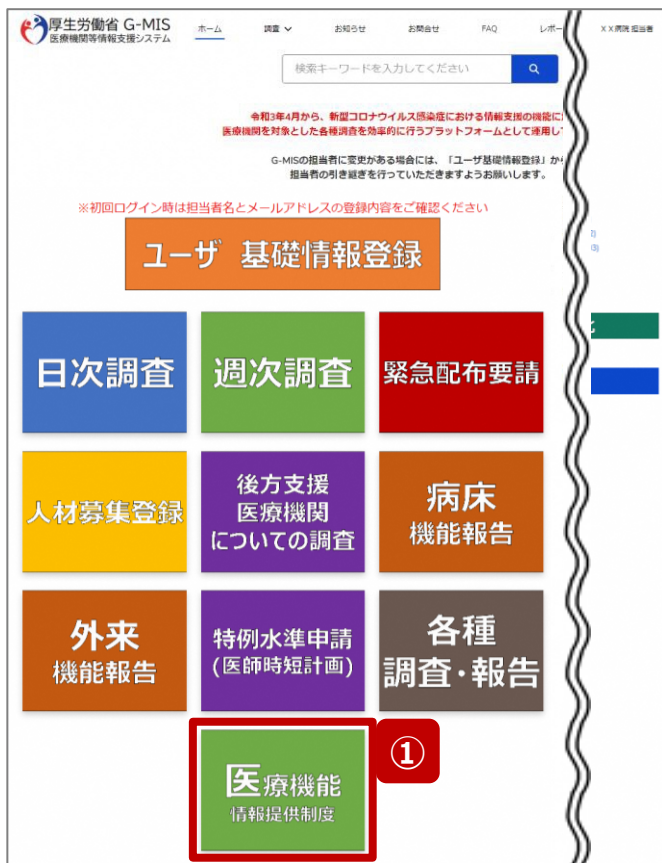 厚生労働省 G-MIS
医療機関等情報支援システム
ホーム
調査
お知らせ
お問合せ
FAQ
レポー
××病院 担当者
検索キーワードを入力してください
令和3年4月から、新型コロナウイルス感染症における情報支援の機能に
医療機関を対象とした各種調査を効率的に行うプラットフォームとして運用し
G-MISの担当者に変更がある場合には、「ユーザ基礎情報登録」か
担当者の引き継ぎを行っていただきますようお願いします。
※初回ログイン時は担当者名とメールアドレスの登録内容をご確認ください
ユーザ 基礎情報登録
日次調査
週次調査
緊急配布要請
人材募集登録
後方支援
医療機関
についての調査
病床
機能報告
外来
機能報告
特例水準申請
(医師時短計画)
各種
調査・報告
医療機能
情報提供制度
①